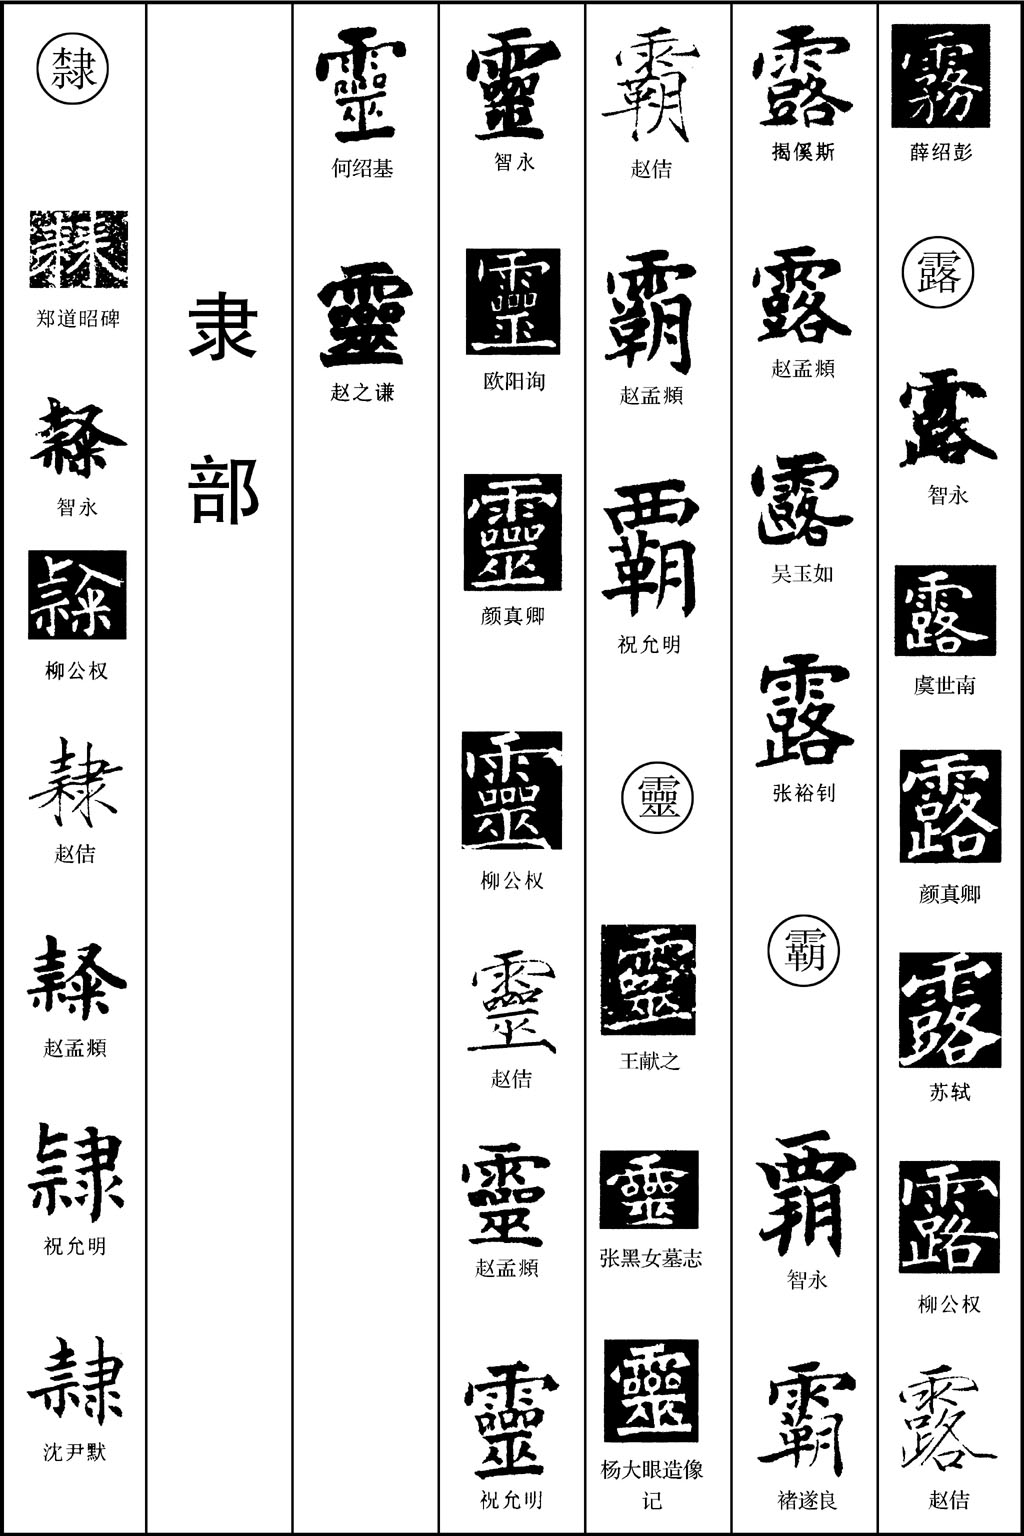 霧
薛绍彭
露
露
智永
露
虞世南
露
颜真卿
露
苏轼
露
柳公权
露
赵佶
露
揭傒斯
露
赵孟頫
露
吴玉如
露
张裕钊
霸
霸
智永
霸
褚遂良
霸
赵佶
霸
赵孟頫
覇
祝允明
靈
靈
王献之
靈
张黑女墓志
靈
杨大眼造像
记
靈
智永
靈
欧阳询
靈
颜真卿
靈
柳公权
靈
赵佶
靈
赵孟頫
靈
祝允明
靈
何绍基
靈
赵之谦
隶部
隸
郑道昭碑
智永
柳公权
隸
赵佶
赵孟頫
隸
祝允明
隸
沈尹默